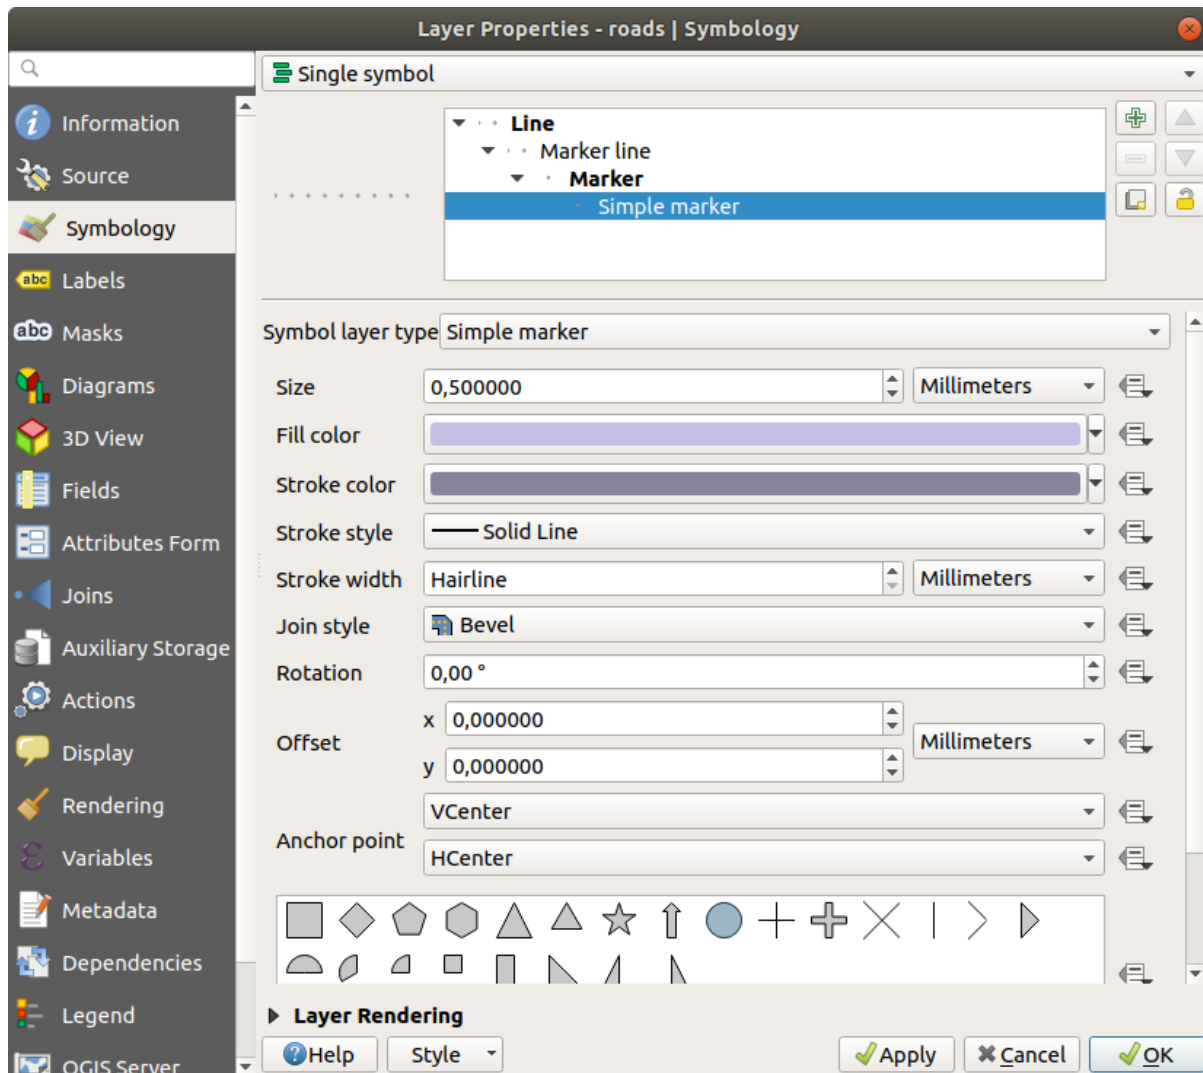 Layer Properties - roads | Symbology
Single symbol
Information
Source
Symbology
abc Labels
abc Masks
Diagrams
3D View
Fields
Attributes Form
Joins
Auxiliary Storage
Actions
Display
Rendering
Variables
Metadata
Dependencies
Legend
QGIS Server
Line
Marker line
Marker
Simple marker
Symbol layer type Simple marker
Size 0,500000 Millimeters
Fill color
Stroke color
Stroke style Solid Line
Stroke width Hairline Millimeters
Join style Bevel
Rotation 0,00 °
Offset x 0,000000 Millimeters
y 0,000000
Anchor point VCenter
HCenter
Layer Rendering
Help Style Apply Cancel OK